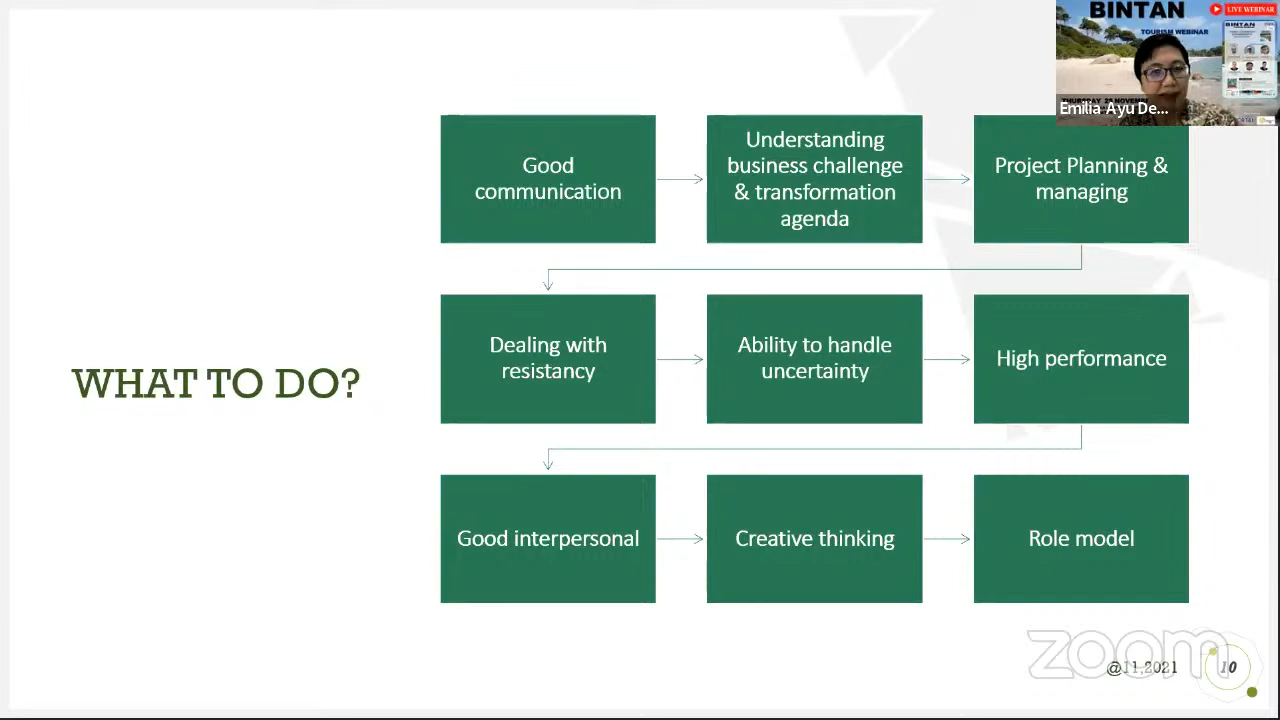 BINTAN
LIVE WEBINAR
TOURISM WEBINAR
Emilia Ayu De...
Good
communication
Understanding
business challenge
& transformation
agenda
Project Planning &
managing
WHAT TO DO?
Dealing with
resistancy
Ability to handle
uncertainty
High performance
Good interpersonal
Creative thinking
Role model
zoom
2021
10